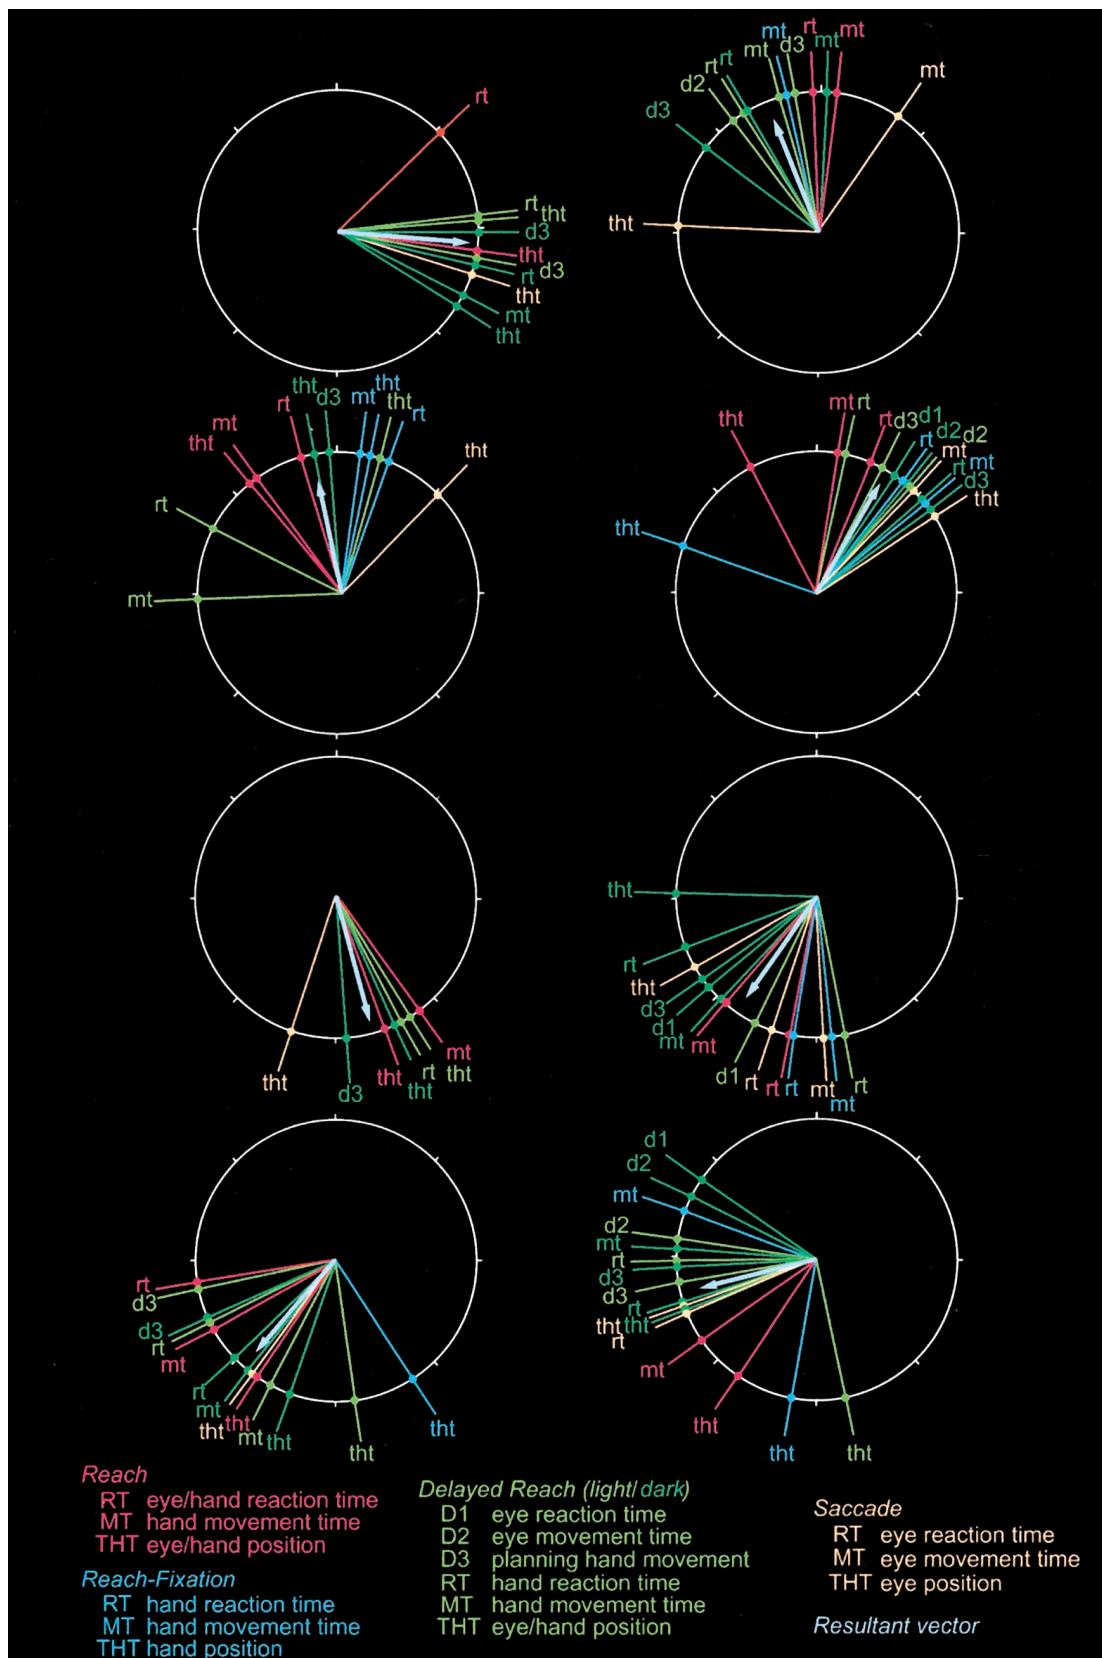 rt
rt
tht
d3
tht
d3
rt
tht
mt
tht
mt
rt
mt
d3
mt
mt
mt
rt
rt
d2
d3
tht
tht
tht
d3
mt
tht
rt
rt
mt
tht
tht
rt
mt
mt
rt
rt
d3
d1
d2
d2
rt
mt
rt
mt
d3
tht
tht
tht
tht
d3
tht
tht
rt
tht
mt
tht
rt
tht
d3
d1
mt
mt
d1
rt
rt
rt
mt
mt
rt
rt
d3
d3
rt
mt
rt
mt
tht
tht
mt
tht
tht
tht
d1
d2
mt
d2
mt
rt
d3
d3
rt
tht
tht
rt
mt
tht
tht
tht
Reach
RT eye/hand reaction time
MT hand movement time
THT eye/hand position
Reach-Fixation
RT hand reaction time
MT hand movement time
THT hand position
Delayed Reach (light/dark)
D1 eye reaction time
D2 eye movement time
D3 planning hand movement
RT hand reaction time
MT hand movement time
THT eye/hand position
Saccade
RT eye reaction time
MT eye movement time
THT eye position
Resultant vector